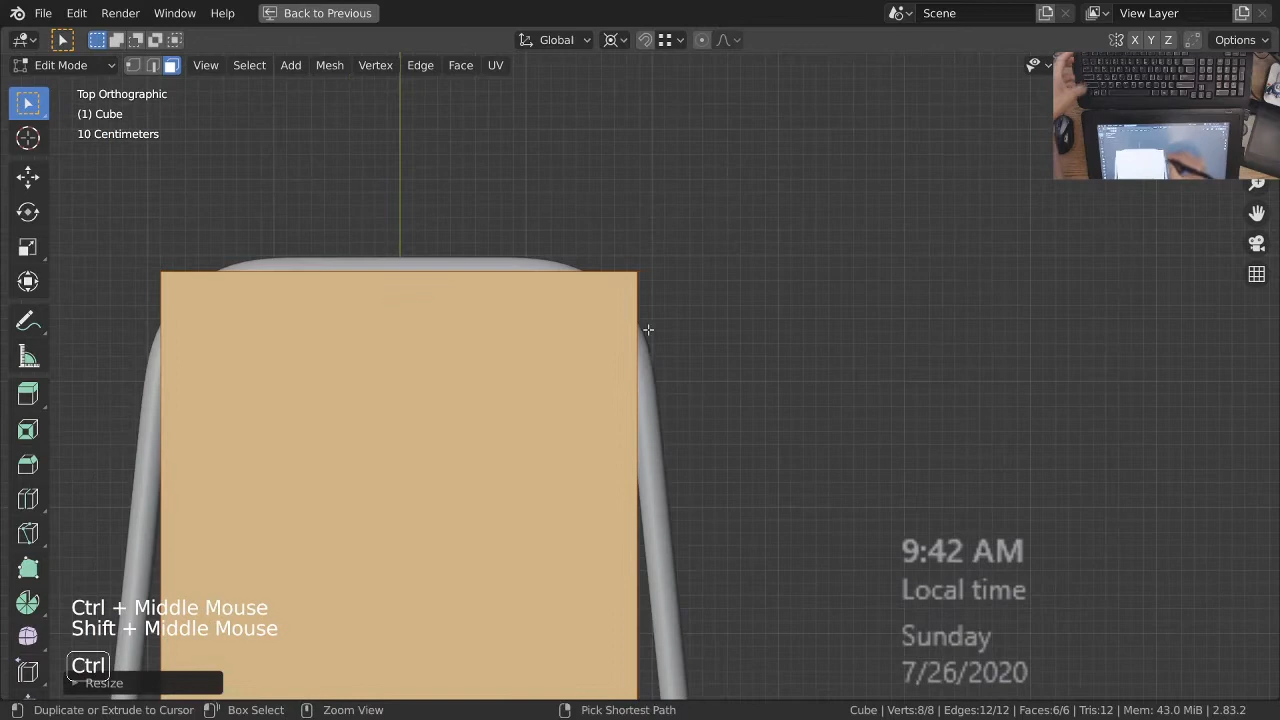 File Edit Render Window Help Back to Previous Scene View Layer
Global X Y Z Options
Edit Mode View Select Add Mesh Vertex Edge Face UV
Top Orthographic
(1) Cube
10 Centimeters
9:42 AM
Local time
Sunday
7/26/2020
Ctrl + Middle Mouse
Shift + Middle Mouse
Ctrl
Resize
Duplicate or Extrude to Cursor Box Select Zoom View Pick Shortest Path Cube | Verts:8/8 | Edges:12/12 | Faces:6/6 | Tris:12 | Mem: 43.0 MiB | 2.83.2